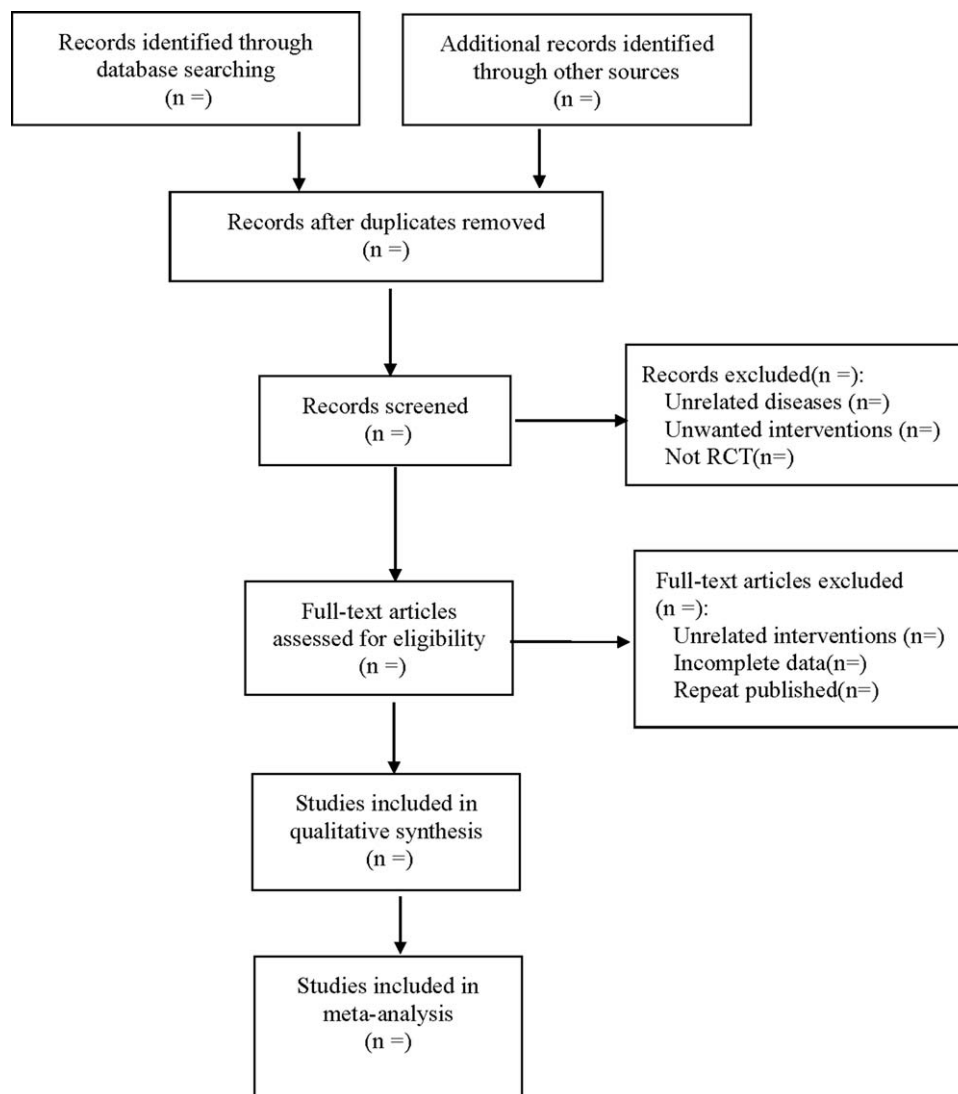 Records identified through
database searching
(n =)
Additional records identified
through other sources
(n =)
Records after duplicates removed
(n =)
Records screened
(n =)
Records excluded(n =):
Unrelated diseases (n=)
Unwanted interventions (n=)
Not RCT(n=)
Full-text articles
assessed for eligibility
(n =)
Full-text articles excluded
(n =):
Unrelated interventions (n=)
Incomplete data(n=)
Repeat published(n=)
Studies included in
qualitative synthesis
(n =)
Studies included in
meta-analysis
(n =)